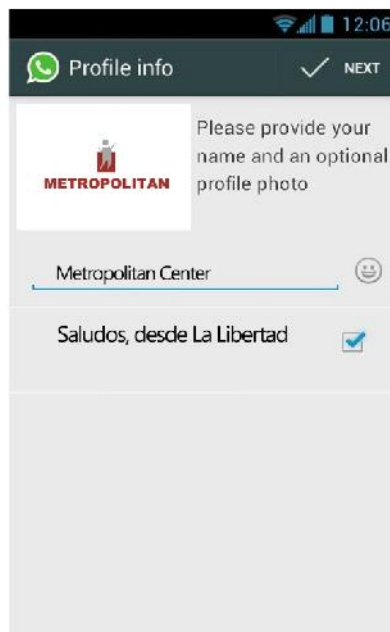 12:06
Profile info
NEXT
METROPOLITAN
Please provide your
name and an optional
profile photo
Metropolitan Center
Saludos, desde La Libertad